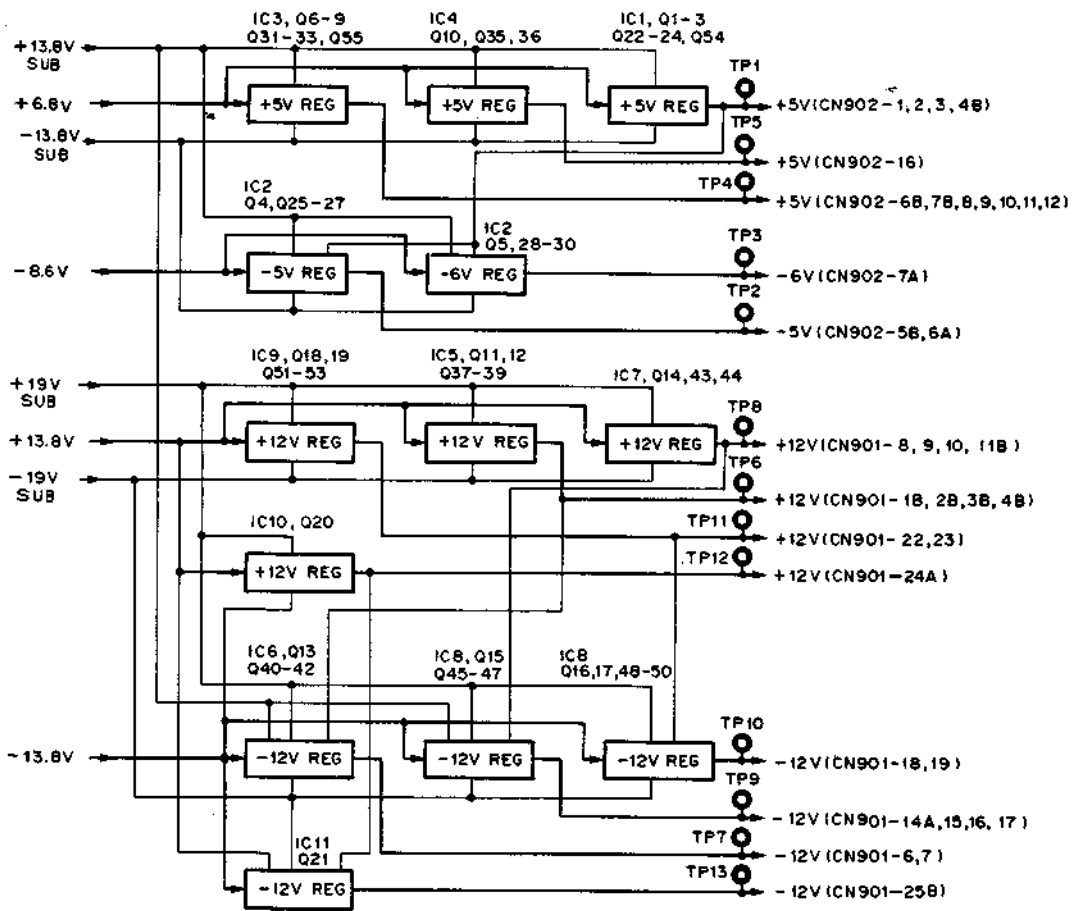 IC3, Q6-9
Q31-33, Q55
IC4
Q10, Q35, 36
IC1, Q1-3
Q22-24, Q54
+13.8V
SUB
TP1
+6.8V
+5V REG
+5V REG
+5V REG
+5V(CN902-1, 2, 3, 4B)
TP5
-13.8V
SUB
+5V(CN902-16)
TP4
IC2
Q4, Q25-27
+5V(CN902-6B, 7B, 8, 9, 10, 11, 12)
IC2
Q5, 28-30
TP3
-8.6V
-5V REG
-6V REG
-6V(CN902-7A)
TP2
-5V(CN902-5B, 6A)
IC9, Q18, 19
Q51-53
IC5, Q11, 12
Q37-39
IC7, Q14, 43, 44
+19V
SUB
TP8
+13.8V
+12V REG
+12V REG
+12V REG
+12V(CN901-8, 9, 10, 11B)
TP6
-19V
SUB
+12V(CN901-1B, 2B, 3B, 4B)
IC10, Q20
TP11
+12V(CN901-22, 23)
TP12
+12V REG
+12V(CN901-24A)
IC6, Q13
Q40-42
IC8, Q15
Q45-47
IC8
Q16, 17, 48-50
TP10
-13.8V
-12V REG
-12V REG
-12V REG
-12V(CN901-18, 19)
TP9
-12V(CN901-14A, 15, 16, 17)
IC11
Q21
TP7
-12V(CN901-6, 7)
TP13
-12V REG
-12V(CN901-25B)